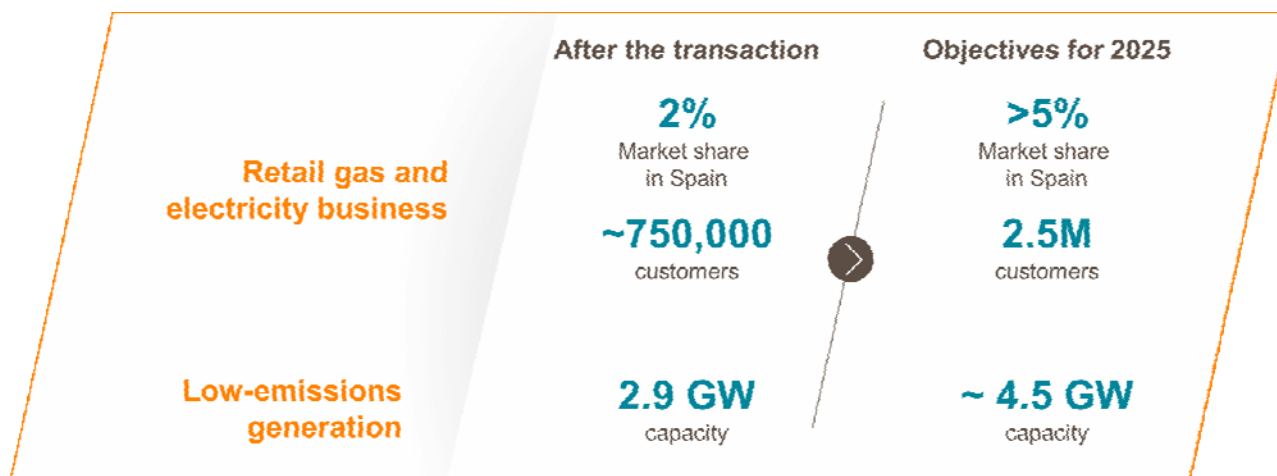 After the transaction
Objectives for 2025
Retail gas and
electricity business
2%
Market share
in Spain
~750,000
customers
>5%
Market share
in Spain
2.5M
customers
Low-emissions
generation
2.9 GW
capacity
~ 4.5 GW
capacity